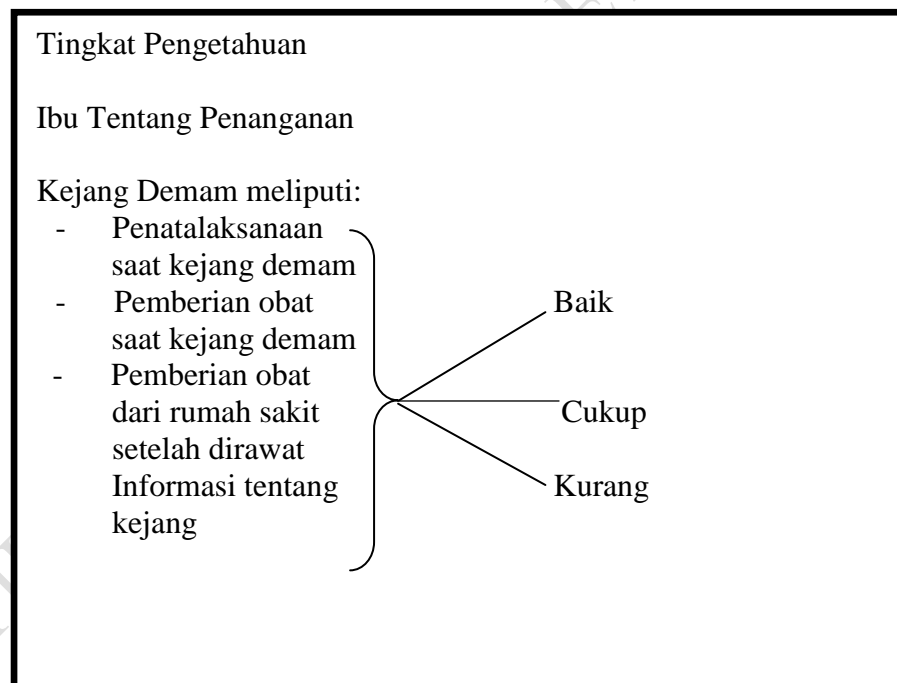 Tingkat Pengetahuan
Ibu Tentang Penanganan
Kejang Demam meliputi:
- Penatalaksanaan
saat kejang demam
- Pemberian obat
saat kejang demam
- Pemberian obat
dari rumah sakit
setelah dirawat
Informasi tentang
kejang
Baik
Cukup
Kurang